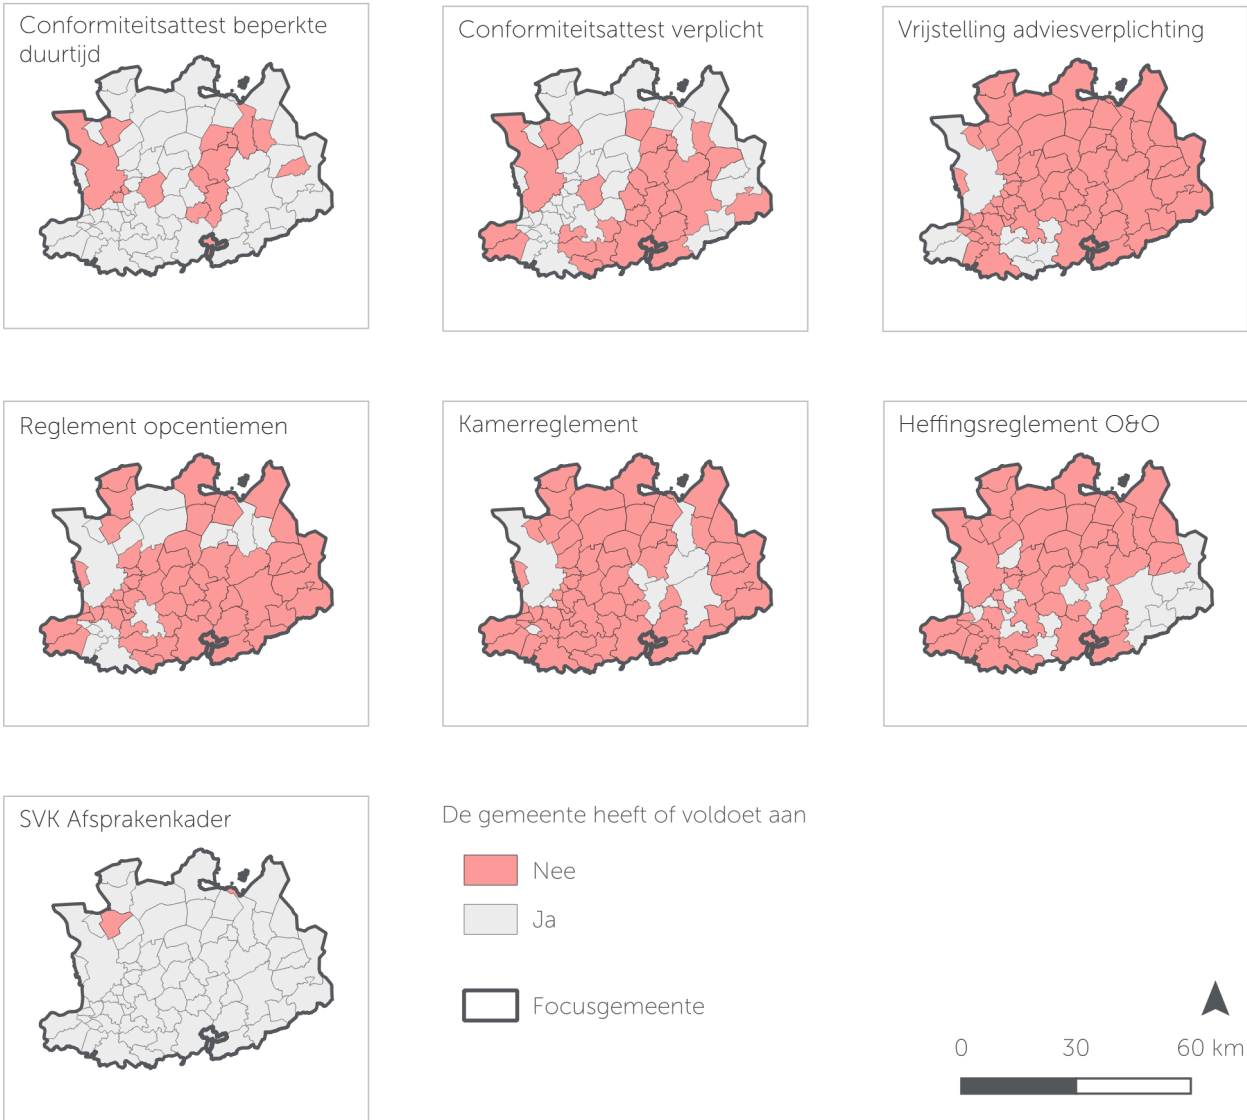 Conformiteitsattest beperkte
duurtijd
Conformiteitsattest verplicht
Vrijstelling adviesverplichting
Reglement opcentiemen
Kamerreglement
Heffingsreglement O&O
SVK Afsprakenkader
De gemeente heeft of voldoet aan
Nee
Ja
Focusgemeente
0 30 60 km